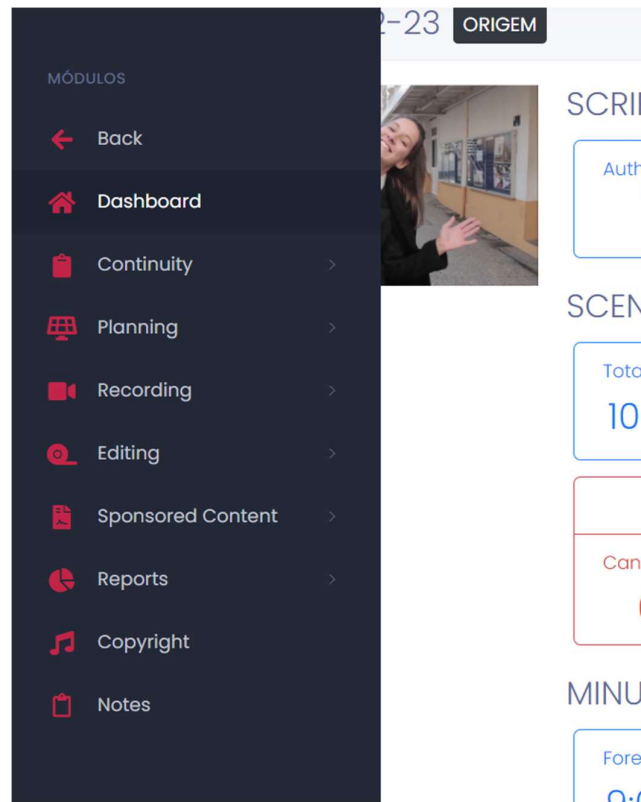 -23 ORIGEM
MÓDULOS
Back
Dashboard
Continuity
Planning
Recording
Editing
Sponsored Content
Reports
Copyright
Notes
SCRI
Auth
SCEN
Tota
10
Can
MINU
Fore